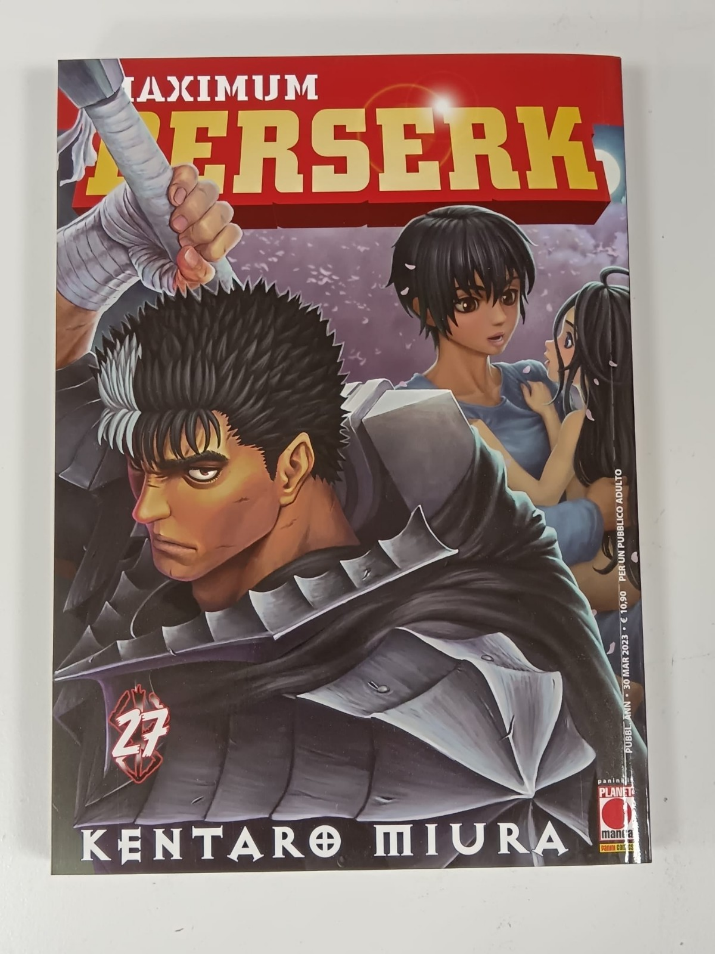 MAXIMUM
BERSERK
PUBBL. ANN • 30 MAR 2023 • € 10,90 PER UN PUBBLICO ADULTO
27
PLANET
manga
KENTARO MIURA